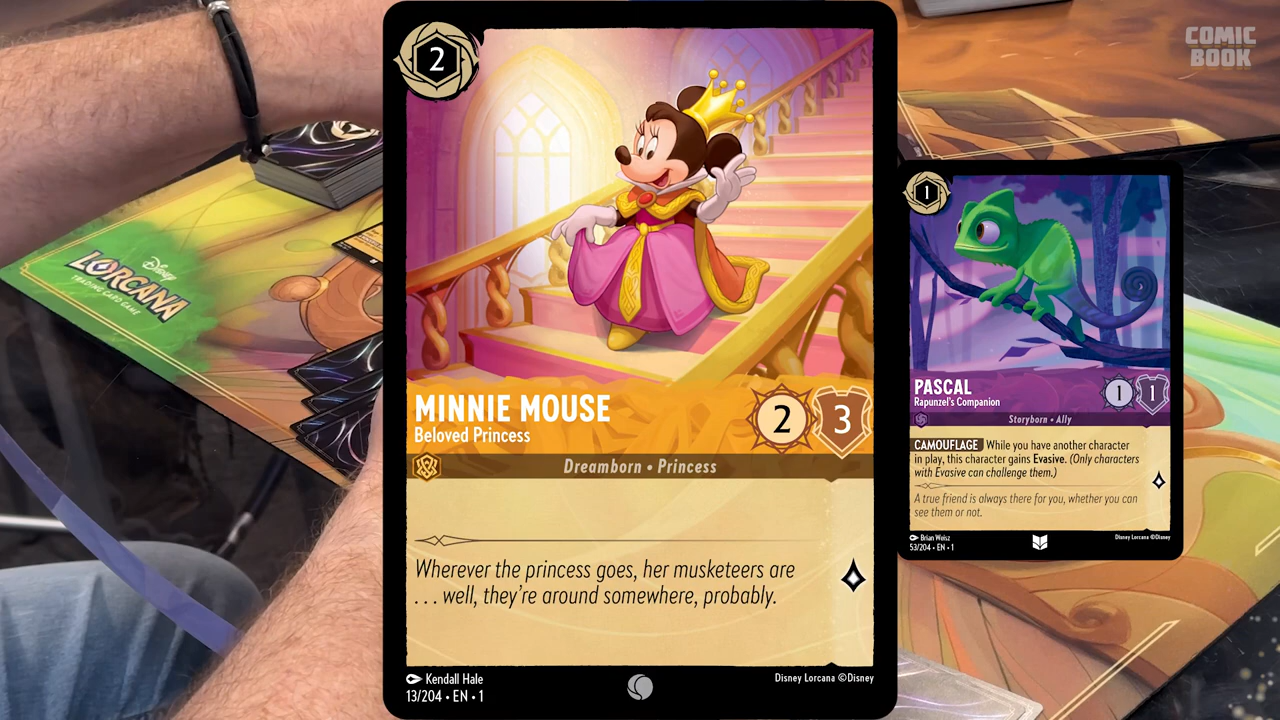 COMIC
BOOK
Disney
LORCANA
TRADING CARD GAME
2
MINNIE MOUSE
Beloved Princess
2
3
Dreamborn • Princess
Wherever the princess goes, her musketeers are
. . . well, they're around somewhere, probably.
Kendall Hale
13/204 • EN • 1
Disney Lorcana ©Disney
1
PASCAL
Rapunzel's Companion
1
1
Storyborn • Ally
CAMOUFLAGE While you have another character
in play, this character gains Evasive. (Only characters
with Evasive can challenge them.)
A true friend is always there for you, whether you can
see them or not.
Brian Weisz
53/204 • EN • 1
Disney Lorcana ©Disney